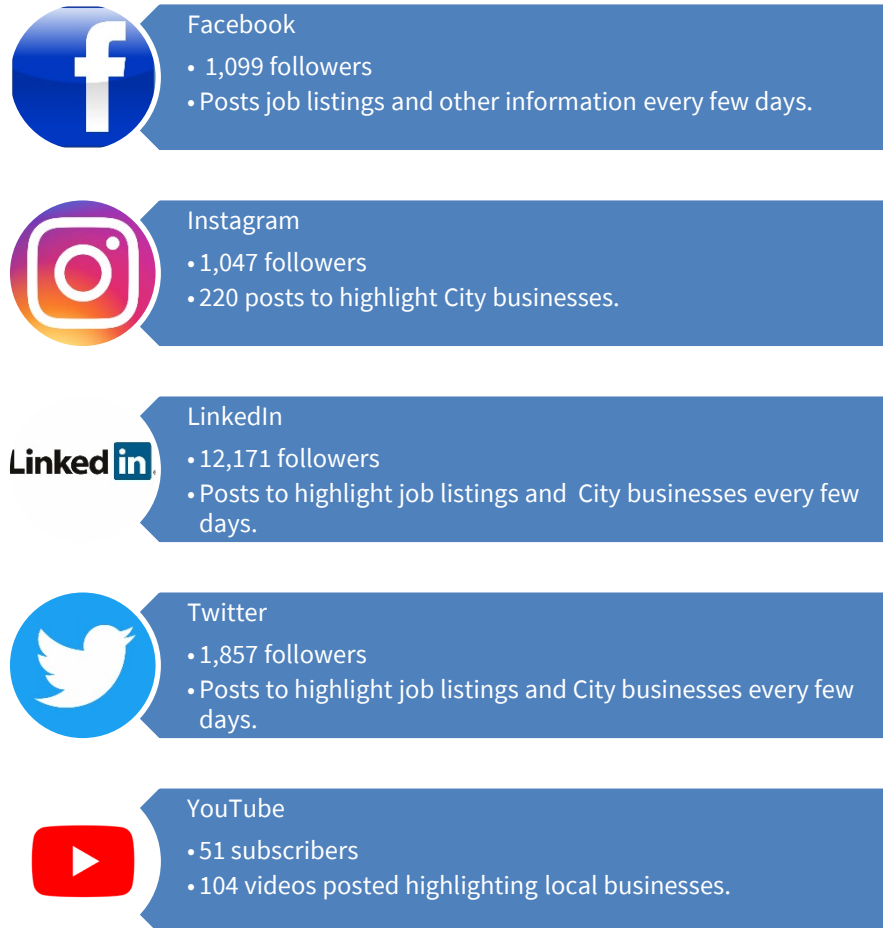 Facebook
• 1,099 followers
• Posts job listings and other information every few days.
Instagram
• 1,047 followers
• 220 posts to highlight City businesses.
LinkedIn
Linked in
• 12,171 followers
• Posts to highlight job listings and City businesses every few
days.
Twitter
• 1,857 followers
• Posts to highlight job listings and City businesses every few
days.
YouTube
• 51 subscribers
• 104 videos posted highlighting local businesses.